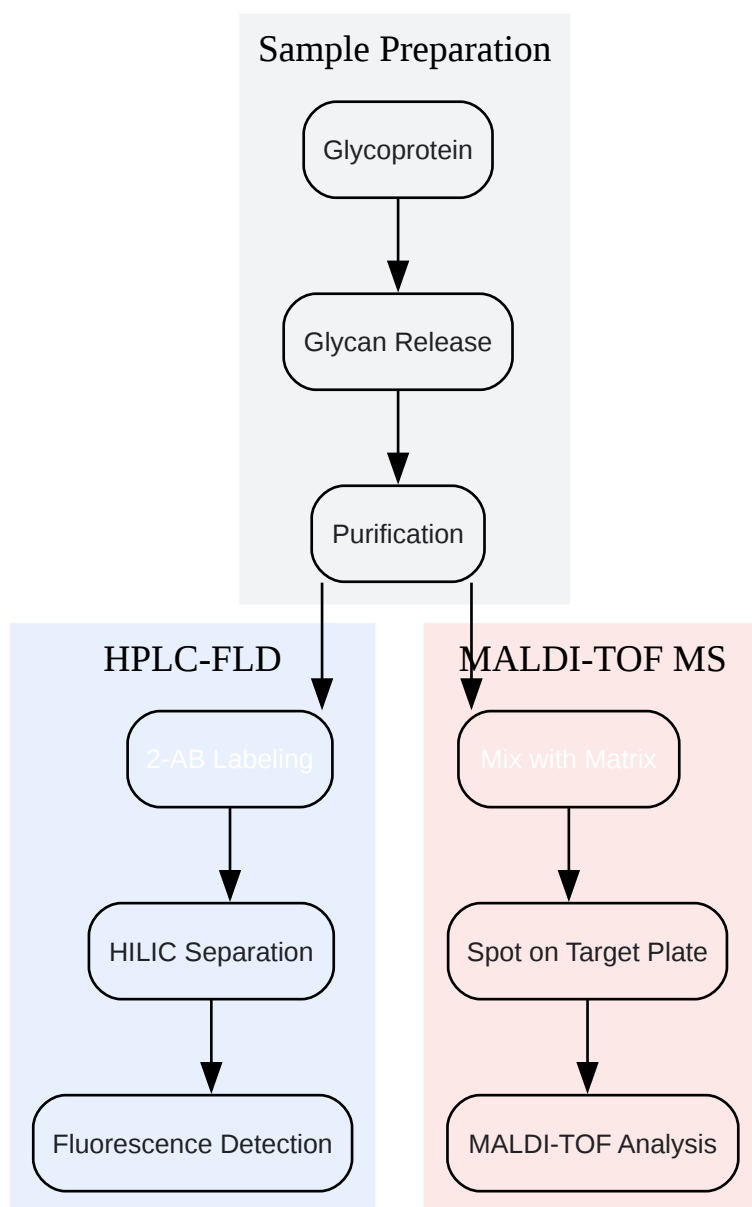 Sample Preparation
Glycoprotein
Glycan Release
Purification
HPLC-FLD
2-AB Labeling
HILIC Separation
Fluorescence Detection
MALDI-TOF MS
Mix with Matrix
Spot on Target Plate
MALDI-TOF Analysis